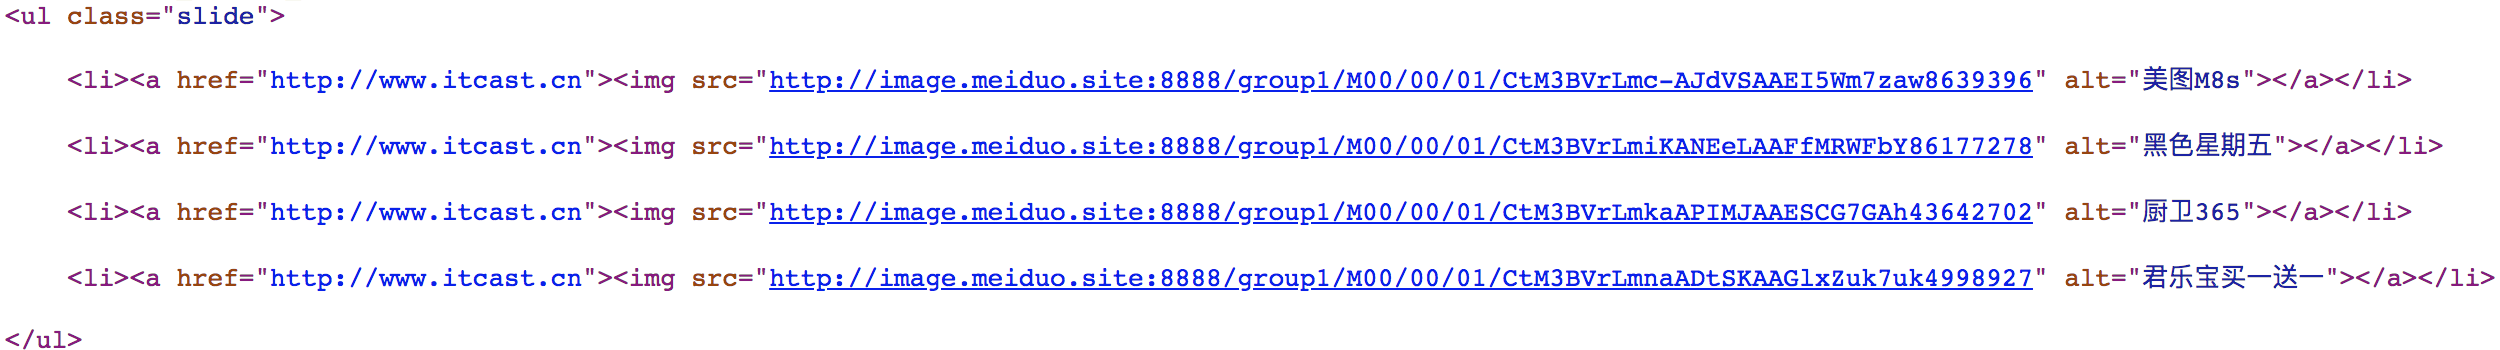 <ul class="slide">
<li><a href="http://www.itcast.cn"><img src="http://image.meiduo.site:8888/group1/M00/00/01/CtM3BVrLmc-AJdVSAAEI5Wm7zaw8639396" alt="美图M8s"></a></li>
<li><a href="http://www.itcast.cn"><img src="http://image.meiduo.site:8888/group1/M00/00/01/CtM3BVrLmiKANEeLAAFfMRWFbY86177278" alt="黑色星期五"></a></li>
<li><a href="http://www.itcast.cn"><img src="http://image.meiduo.site:8888/group1/M00/00/01/CtM3BVrLmkaAPIMJAAESCG7GAh43642702" alt="厨卫365"></a></li>
<li><a href="http://www.itcast.cn"><img src="http://image.meiduo.site:8888/group1/M00/00/01/CtM3BVrLmnaADtSKAAGlxZuk7uk4998927" alt="君乐宝买一送一"></a></li>
</ul>